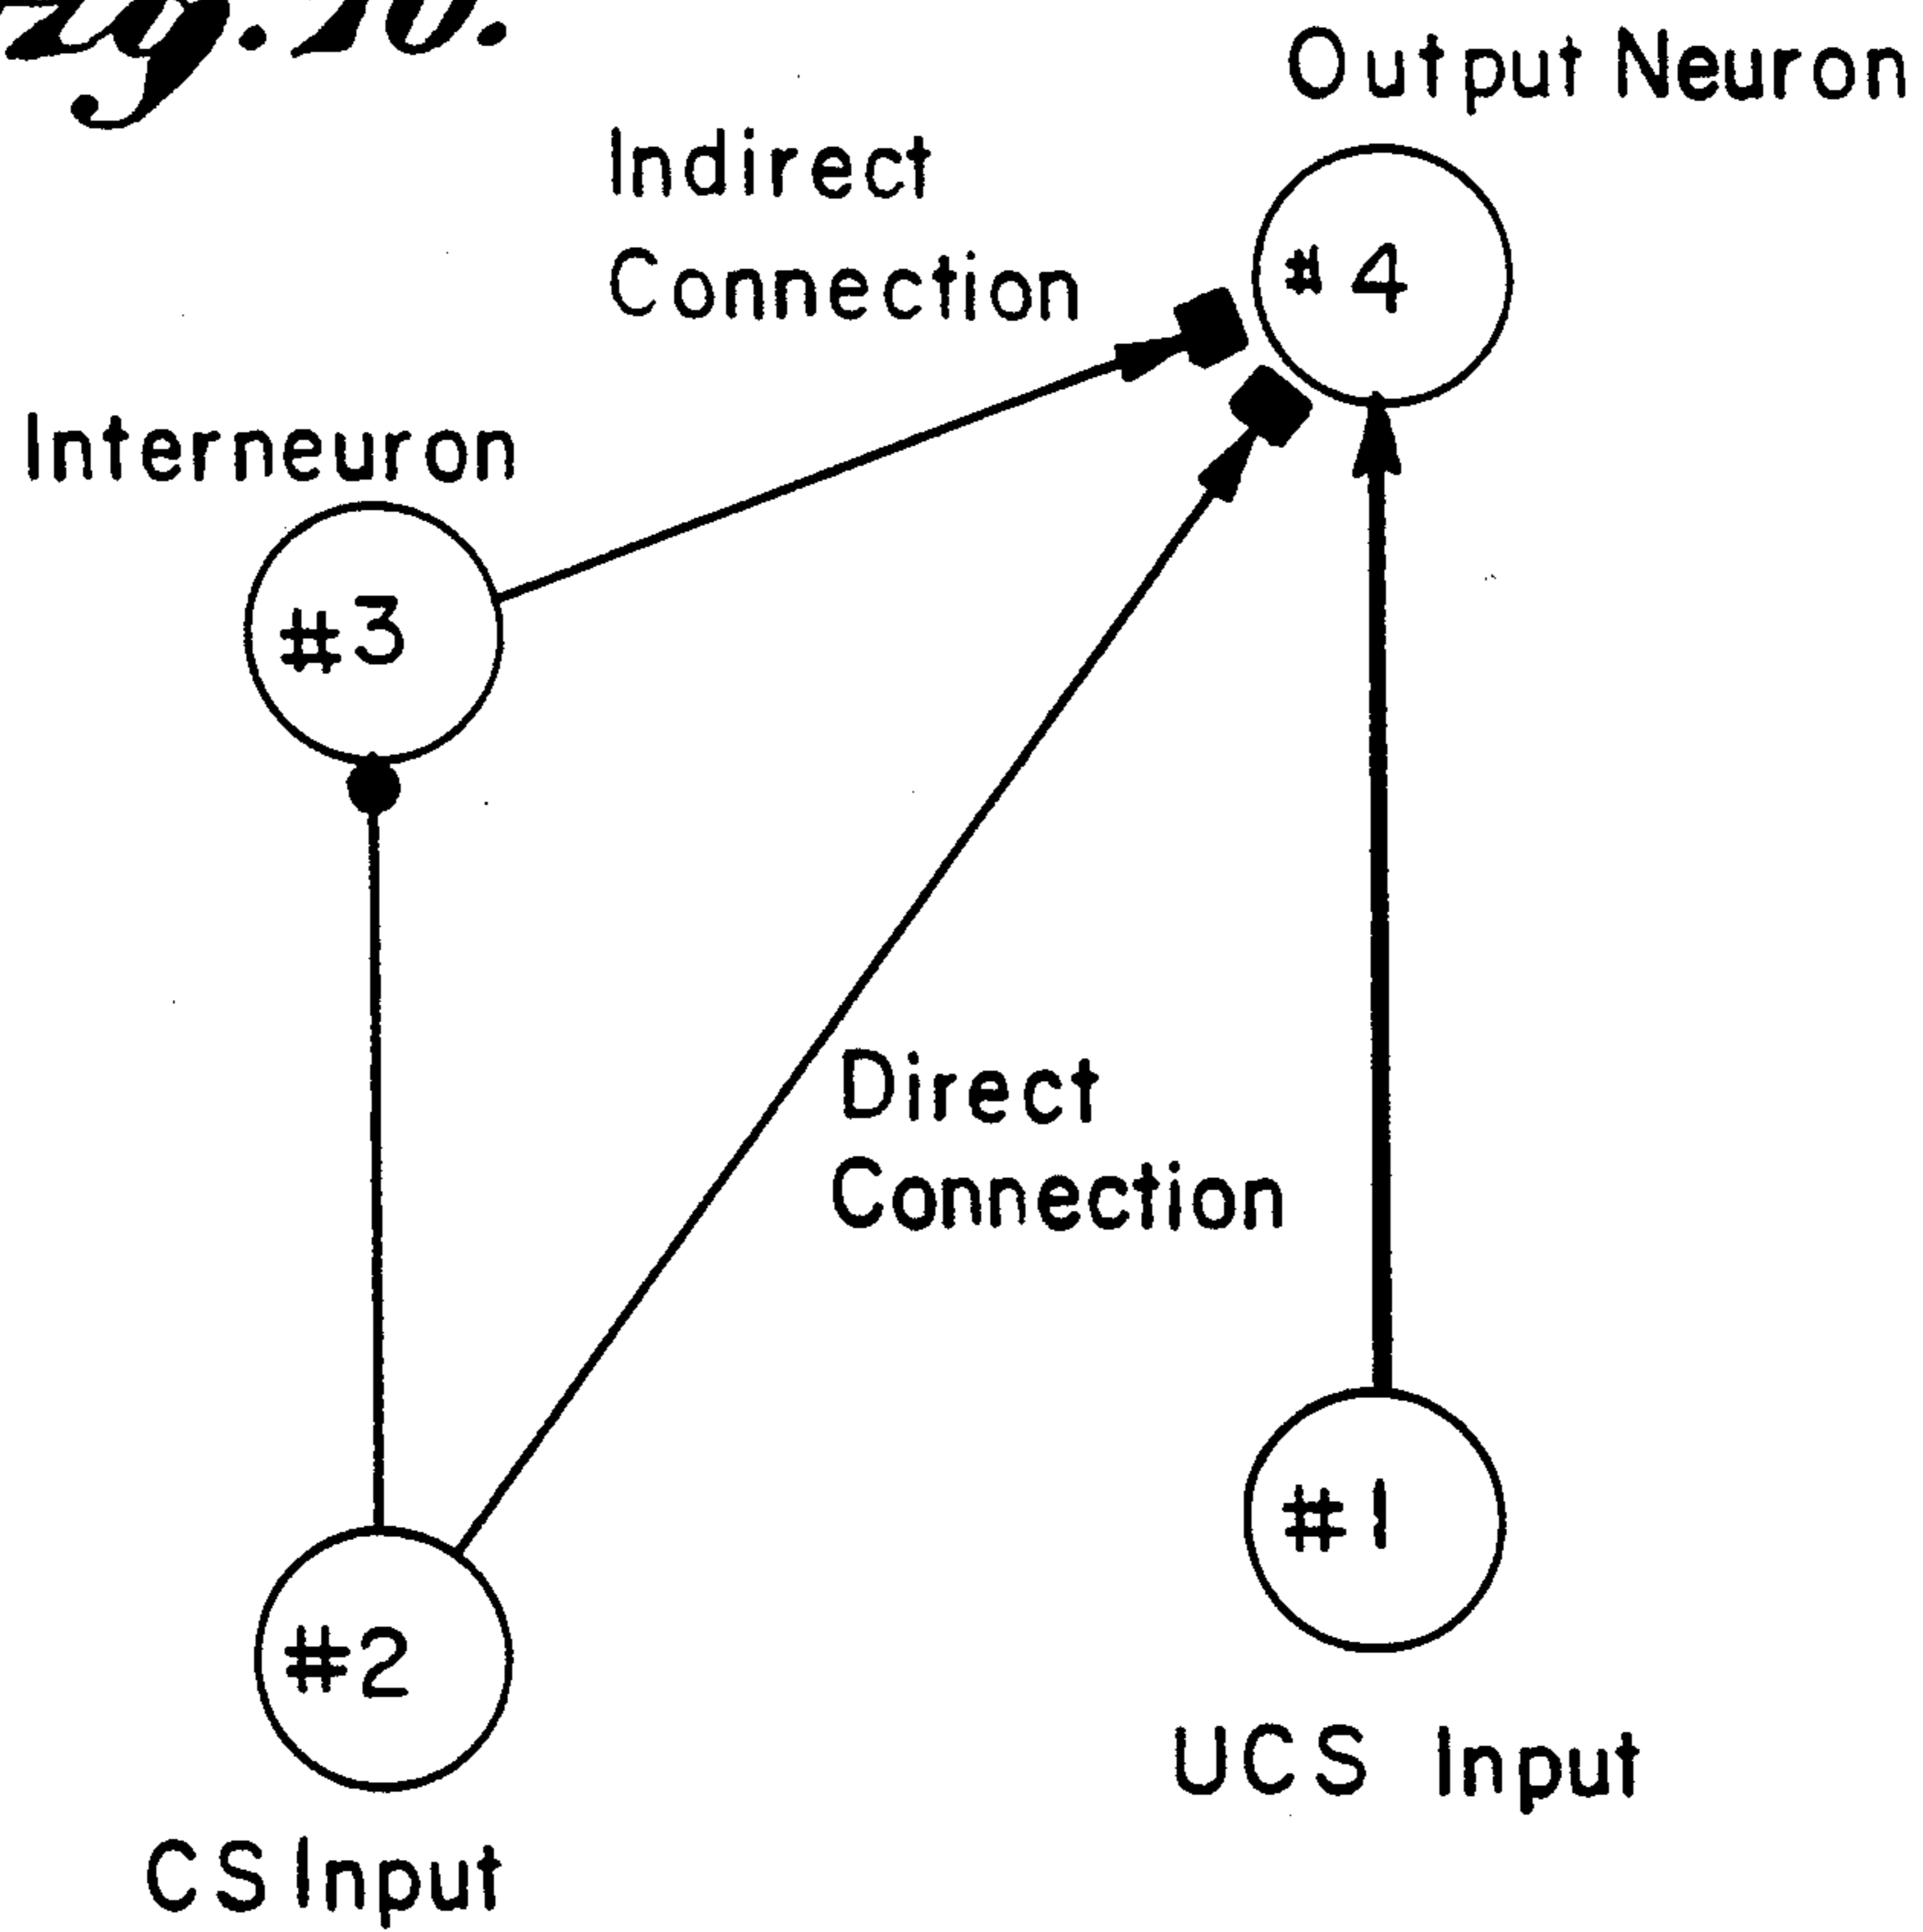 Output Neuron
Indirect
Connection
#4
Interneuron
#3
Direct
Connection
#1
#2
UCS Input
CS Input